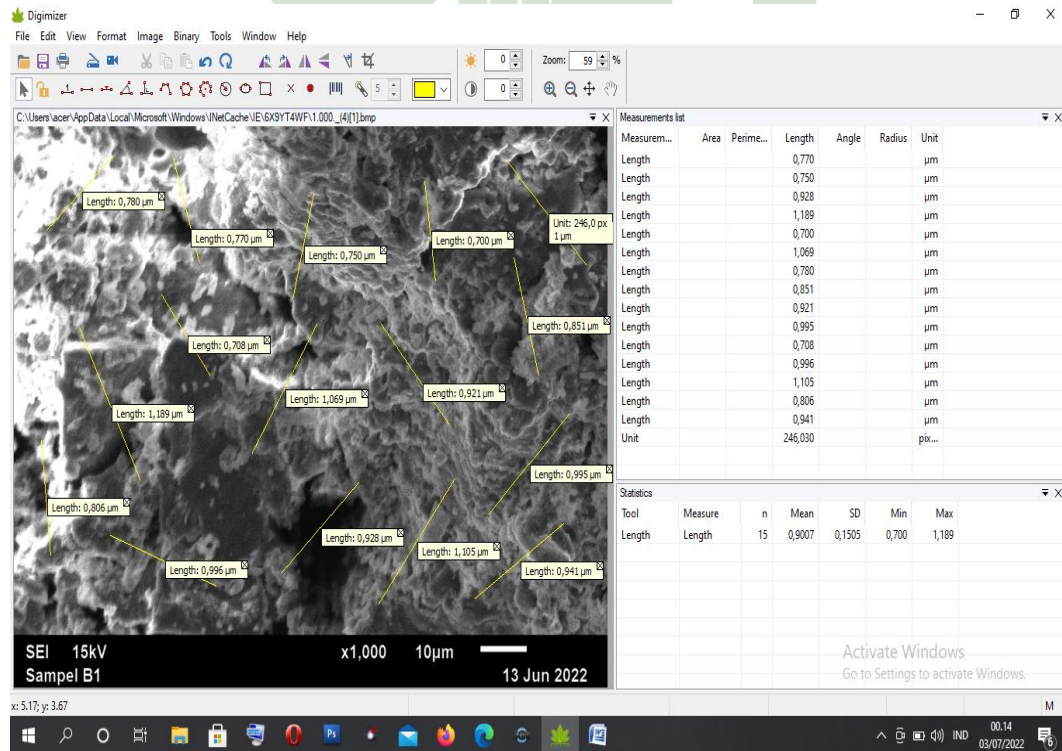 Digimizer
File Edit View Format Image Binary Tools Window Help
0
Zoom: 59 %
5
0
C:\Users\acer\AppData\Local\Microsoft\Windows\INetCache\IE\6X9YT4WF\1.000._(4)[1].bmp
Length: 0,780 µm
Length: 0,770 µm
Length: 0,750 µm
Length: 0,700 µm
Unit: 246,0 px
1 µm
Length: 0,708 µm
Length: 0,851 µm
Length: 1,189 µm
Length: 1,069 µm
Length: 0,921 µm
Length: 0,806 µm
Length: 0,995 µm
Length: 0,928 µm
Length: 1,105 µm
Length: 0,996 µm
Length: 0,941 µm
SEI 15kV x1,000 10µm
Sampel B1 13 Jun 2022
Measurements list
Measurem... Area Perime... Length Angle Radius Unit
Length 0,770 µm
Length 0,750 µm
Length 0,928 µm
Length 1,189 µm
Length 0,700 µm
Length 1,069 µm
Length 0,780 µm
Length 0,851 µm
Length 0,921 µm
Length 0,995 µm
Length 0,708 µm
Length 0,996 µm
Length 1,105 µm
Length 0,806 µm
Length 0,941 µm
Unit 246,030 pix...
Statistics
Tool Measure n Mean SD Min Max
Length Length 15 0,9007 0,1505 0,700 1,189
Activate Windows
Go to Settings to activate Windows.
x: 5.17; y: 3.67
M
Ps
IND
00.14
03/07/2022
6